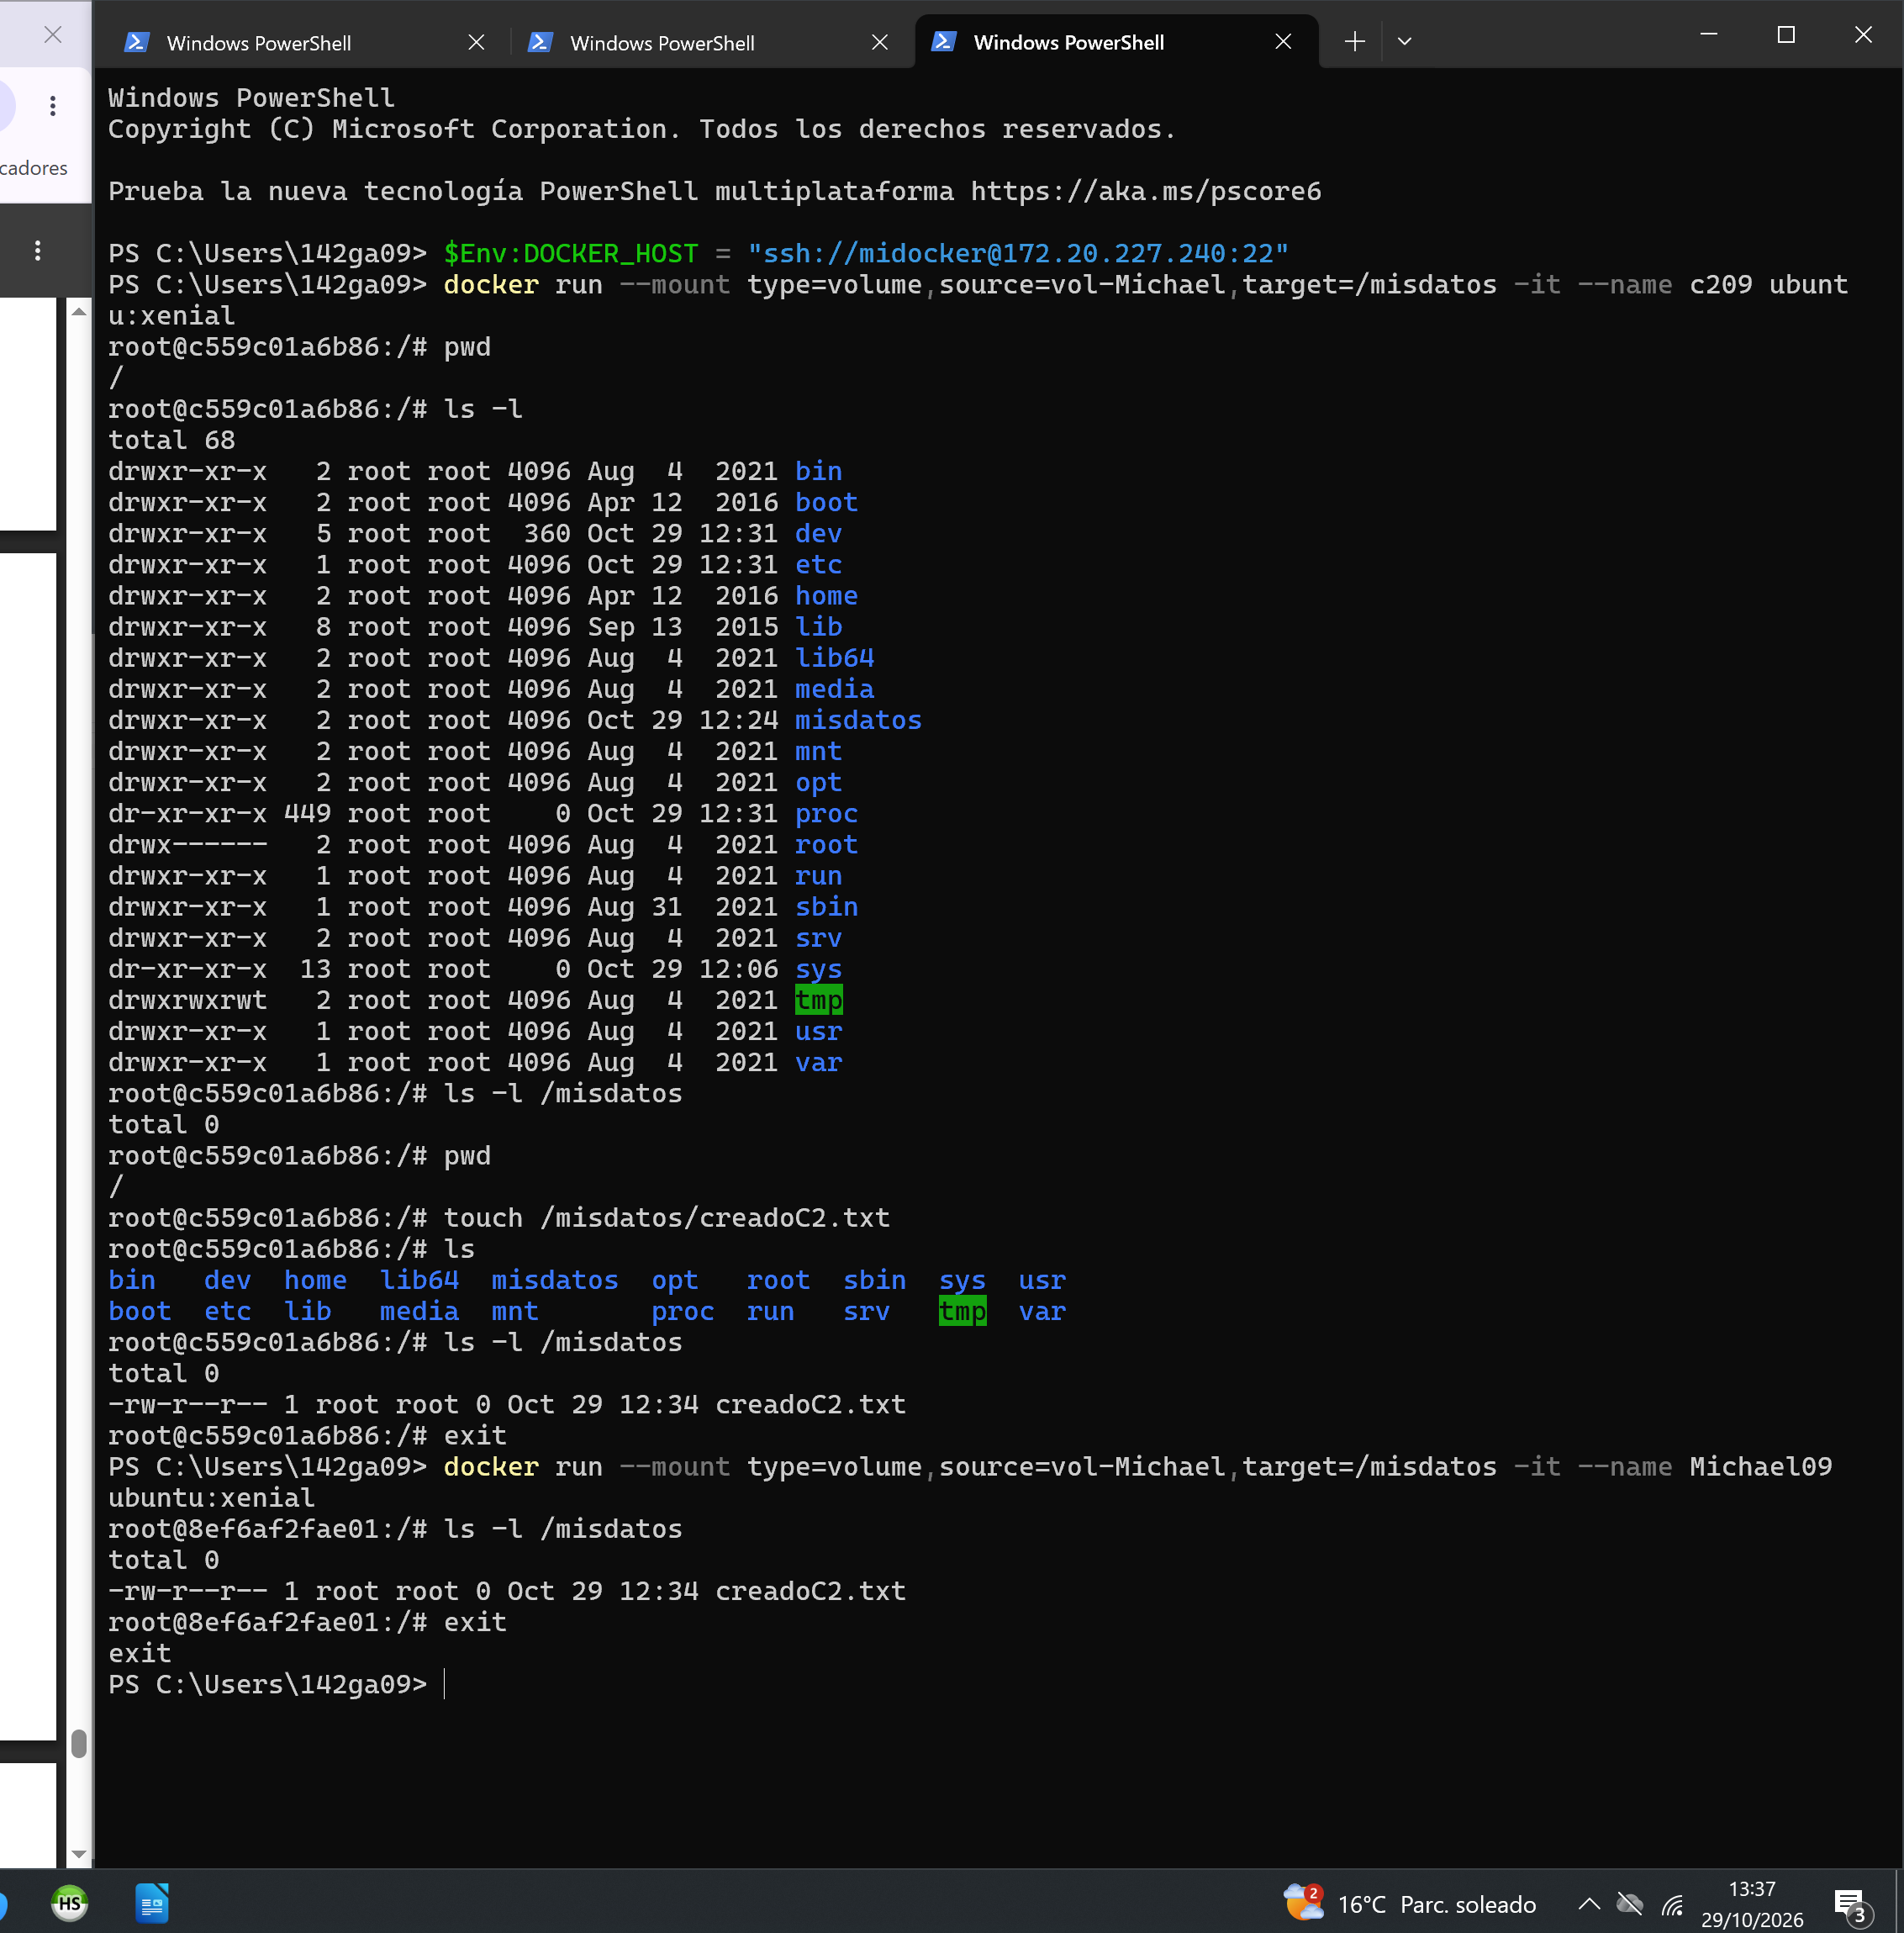 Windows PowerShell
Windows PowerShell
Windows PowerShell
cadores
Windows PowerShell
Copyright (C) Microsoft Corporation. Todos los derechos reservados.
Prueba la nueva tecnología PowerShell multiplataforma https://aka.ms/pscore6
PS C:\Users\142ga09> $Env:DOCKER_HOST = "ssh://midocker@172.20.227.240:22"
PS C:\Users\142ga09> docker run --mount type=volume,source=vol-Michael,target=/misdatos -it --name c209 ubunt
u:xenial
root@c559c01a6b86:/# pwd
/
root@c559c01a6b86:/# ls -l
total 68
drwxr-xr-x   2 root root 4096 Aug  4  2021 bin
drwxr-xr-x   2 root root 4096 Apr 12  2016 boot
drwxr-xr-x   5 root root  360 Oct 29 12:31 dev
drwxr-xr-x   1 root root 4096 Oct 29 12:31 etc
drwxr-xr-x   2 root root 4096 Apr 12  2016 home
drwxr-xr-x   8 root root 4096 Sep 13  2015 lib
drwxr-xr-x   2 root root 4096 Aug  4  2021 lib64
drwxr-xr-x   2 root root 4096 Aug  4  2021 media
drwxr-xr-x   2 root root 4096 Oct 29 12:24 misdatos
drwxr-xr-x   2 root root 4096 Aug  4  2021 mnt
drwxr-xr-x   2 root root 4096 Aug  4  2021 opt
dr-xr-xr-x 449 root root    0 Oct 29 12:31 proc
drwx------   2 root root 4096 Aug  4  2021 root
drwxr-xr-x   1 root root 4096 Aug  4  2021 run
drwxr-xr-x   1 root root 4096 Aug 31  2021 sbin
drwxr-xr-x   2 root root 4096 Aug  4  2021 srv
dr-xr-xr-x  13 root root    0 Oct 29 12:06 sys
drwxrwxrwt   2 root root 4096 Aug  4  2021 tmp
drwxr-xr-x   1 root root 4096 Aug  4  2021 usr
drwxr-xr-x   1 root root 4096 Aug  4  2021 var
root@c559c01a6b86:/# ls -l /misdatos
total 0
root@c559c01a6b86:/# pwd
/
root@c559c01a6b86:/# touch /misdatos/creadoC2.txt
root@c559c01a6b86:/# ls
bin   dev  home  lib64  misdatos  opt   root  sbin  sys  usr
boot  etc  lib   media  mnt       proc  run   srv   tmp  var
root@c559c01a6b86:/# ls -l /misdatos
total 0
-rw-r--r-- 1 root root 0 Oct 29 12:34 creadoC2.txt
root@c559c01a6b86:/# exit
PS C:\Users\142ga09> docker run --mount type=volume,source=vol-Michael,target=/misdatos -it --name Michael09
ubuntu:xenial
root@8ef6af2fae01:/# ls -l /misdatos
total 0
-rw-r--r-- 1 root root 0 Oct 29 12:34 creadoC2.txt
root@8ef6af2fae01:/# exit
exit
PS C:\Users\142ga09>
HS
2
16°C Parc. soleado
13:37
29/10/2026
3